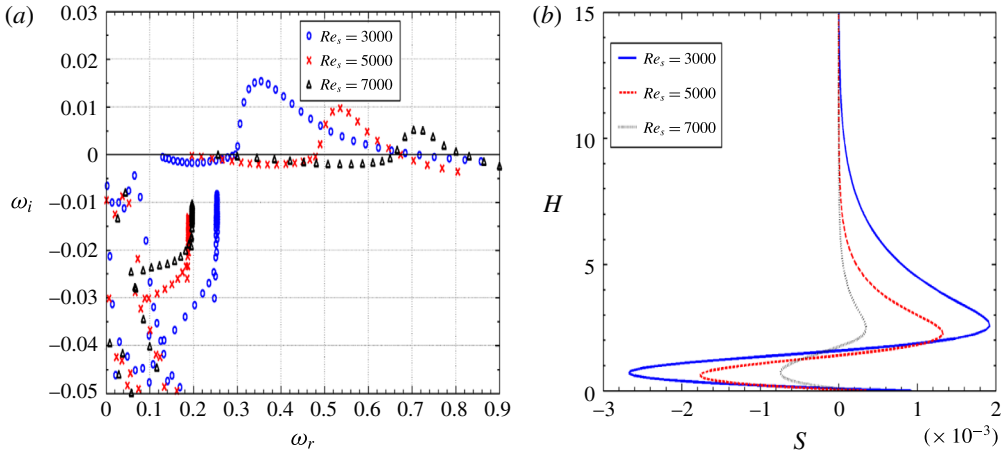 (a)
0.03
0.02
0.01
0
−0.01
−0.02
−0.03
−0.04
−0.05
ω_i
0 0.1 0.2 0.3 0.4 0.5 0.6 0.7 0.8 0.9
ω_r
Re_s = 3000
Re_s = 5000
Re_s = 7000
(b)
15
10
5
0
H
−3 −2 −1 0 1 2
(× 10⁻³)
S
Re_s = 3000
Re_s = 5000
Re_s = 7000